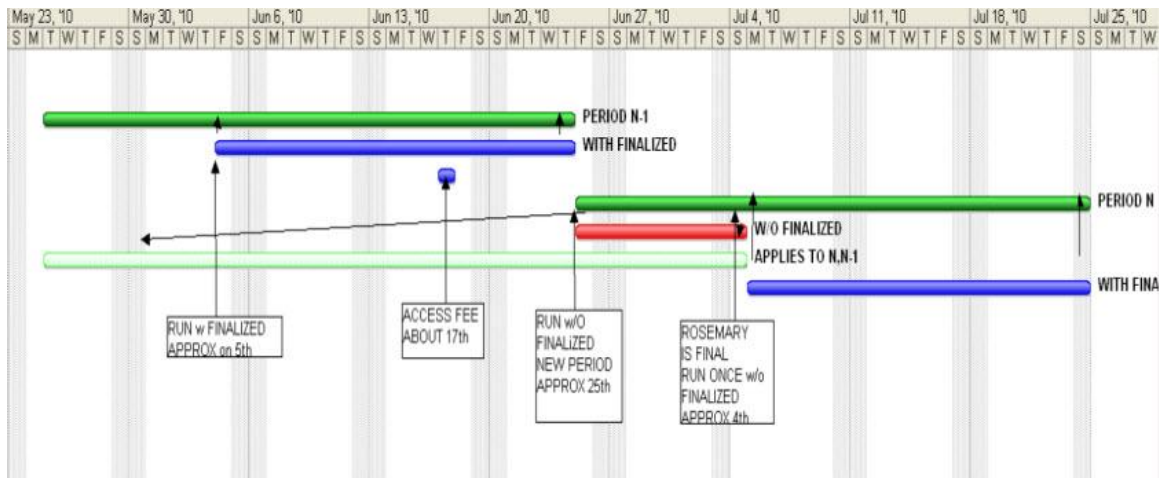 May 23, '10 May 30, '10 Jun 6, '10 Jun 13, '10 Jun 20, '10 Jun 27, '10 Jul 4, '10 Jul 11, '10 Jul 18, '10 Jul 25, '10
S M T W T F S S M T W T F S S M T W T F S S M T W T F S S M T W T F S S M T W T F S S M T W T F S S M T W T F S S M T W T F S S M T W
PERIOD N-1
WITH FINALIZED
PERIOD N
W/O FINALIZED
APPLIES TO N,N-1
WITH FINA
RUN w FINALIZED
APPROX on 5th
ACCESS FEE
ABOUT 17th
RUN w/O
FINALiZED
NEW PERIOD
APPROX 25th
ROSEMARY
IS FINAL
RUN ONCE w/o
FINALIZED
APPROX 4th